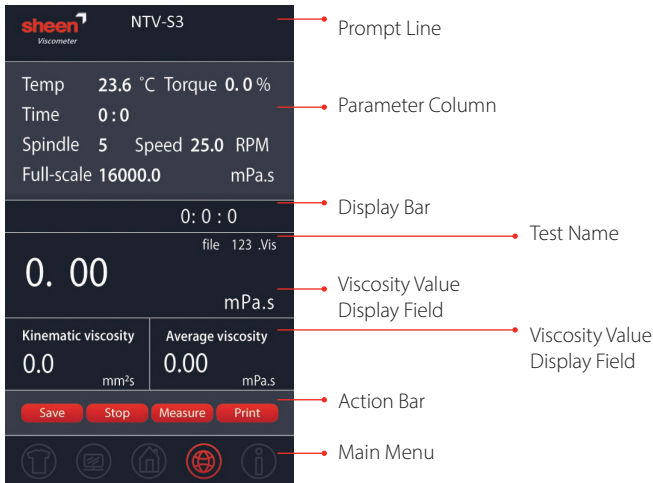 sheen
Viscometer
NTV-S3
Prompt Line
Temp 23.6 °C Torque 0.0 %
Time 0:0
Parameter Column
Spindle 5 Speed 25.0 RPM
Full-scale 16000.0 mPa.s
0: 0 : 0
Display Bar
file 123 .Vis
Test Name
0. 00
mPa.s
Viscosity Value
Display Field
Kinematic viscosity
0.0
mm²s
Average viscosity
0.00
mPa.s
Viscosity Value
Display Field
Save Stop Measure Print
Action Bar
Main Menu